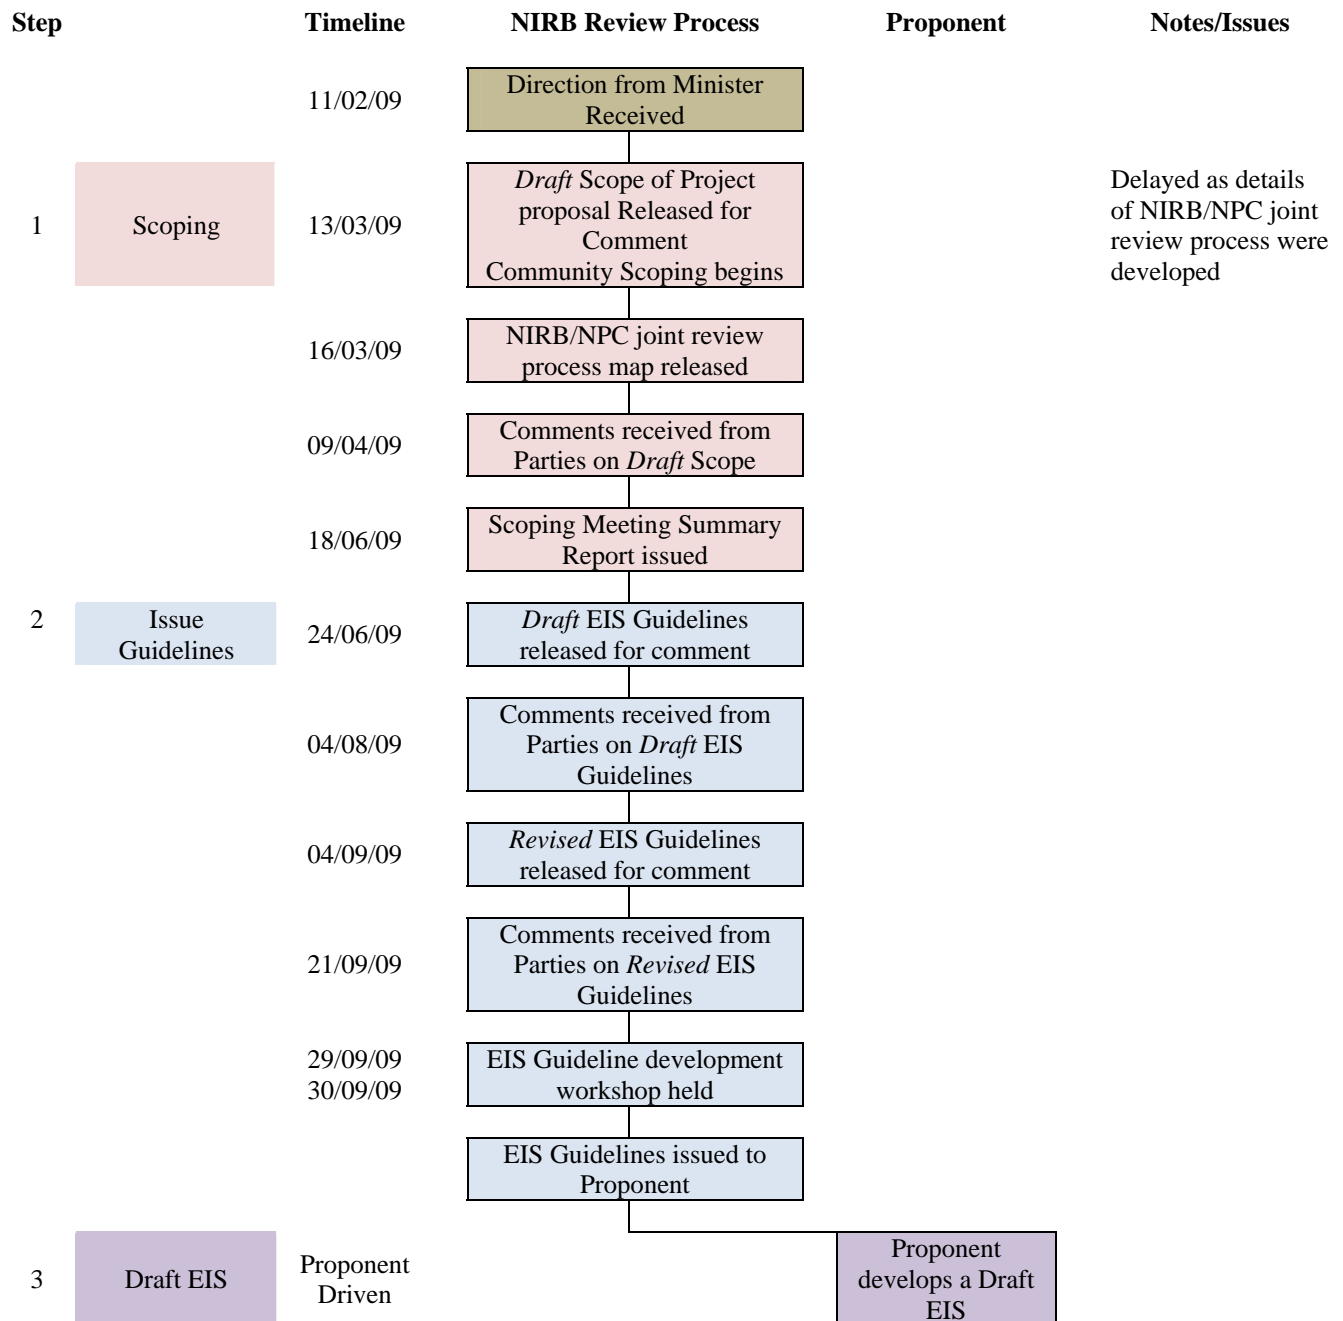 Step Timeline NIRB Review Process Proponent Notes/Issues
11/02/09
Direction from Minister
Received
1
Scoping
13/03/09
Draft Scope of Project
proposal Released for
Comment
Community Scoping begins
Delayed as details
of NIRB/NPC joint
review process were
developed
16/03/09
NIRB/NPC joint review
process map released
09/04/09
Comments received from
Parties on Draft Scope
18/06/09
Scoping Meeting Summary
Report issued
2
Issue
Guidelines
24/06/09
Draft EIS Guidelines
released for comment
04/08/09
Comments received from
Parties on Draft EIS
Guidelines
04/09/09
Revised EIS Guidelines
released for comment
21/09/09
Comments received from
Parties on Revised EIS
Guidelines
29/09/09
30/09/09
EIS Guideline development
workshop held
EIS Guidelines issued to
Proponent
3
Draft EIS
Proponent
Driven
Proponent
develops a Draft
EIS